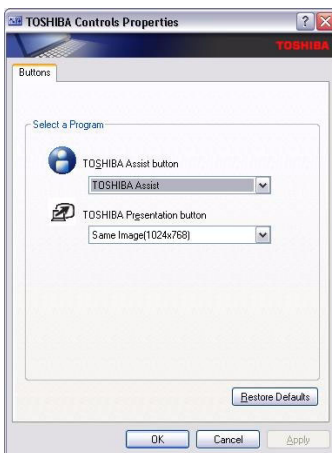 TOSHIBA Controls Properties
TOSHIBA
Buttons
Select a Program
TOSHIBA Assist button
TOSHIBA Assist
TOSHIBA Presentation button
Same Image(1024x768)
Restore Defaults
OK Cancel Apply